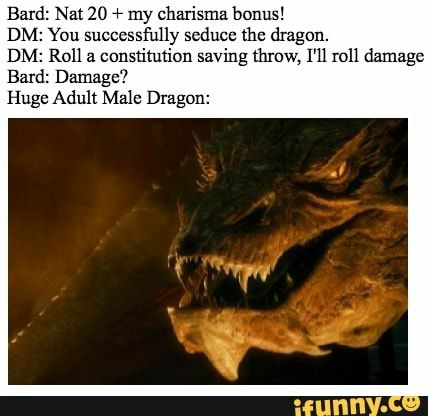 Bard: Nat 20 + my charisma bonus!
DM: You successfully seduce the dragon.
DM: Roll a constitution saving throw, I'll roll damage
Bard: Damage?
Huge Adult Male Dragon:
ifunny.co